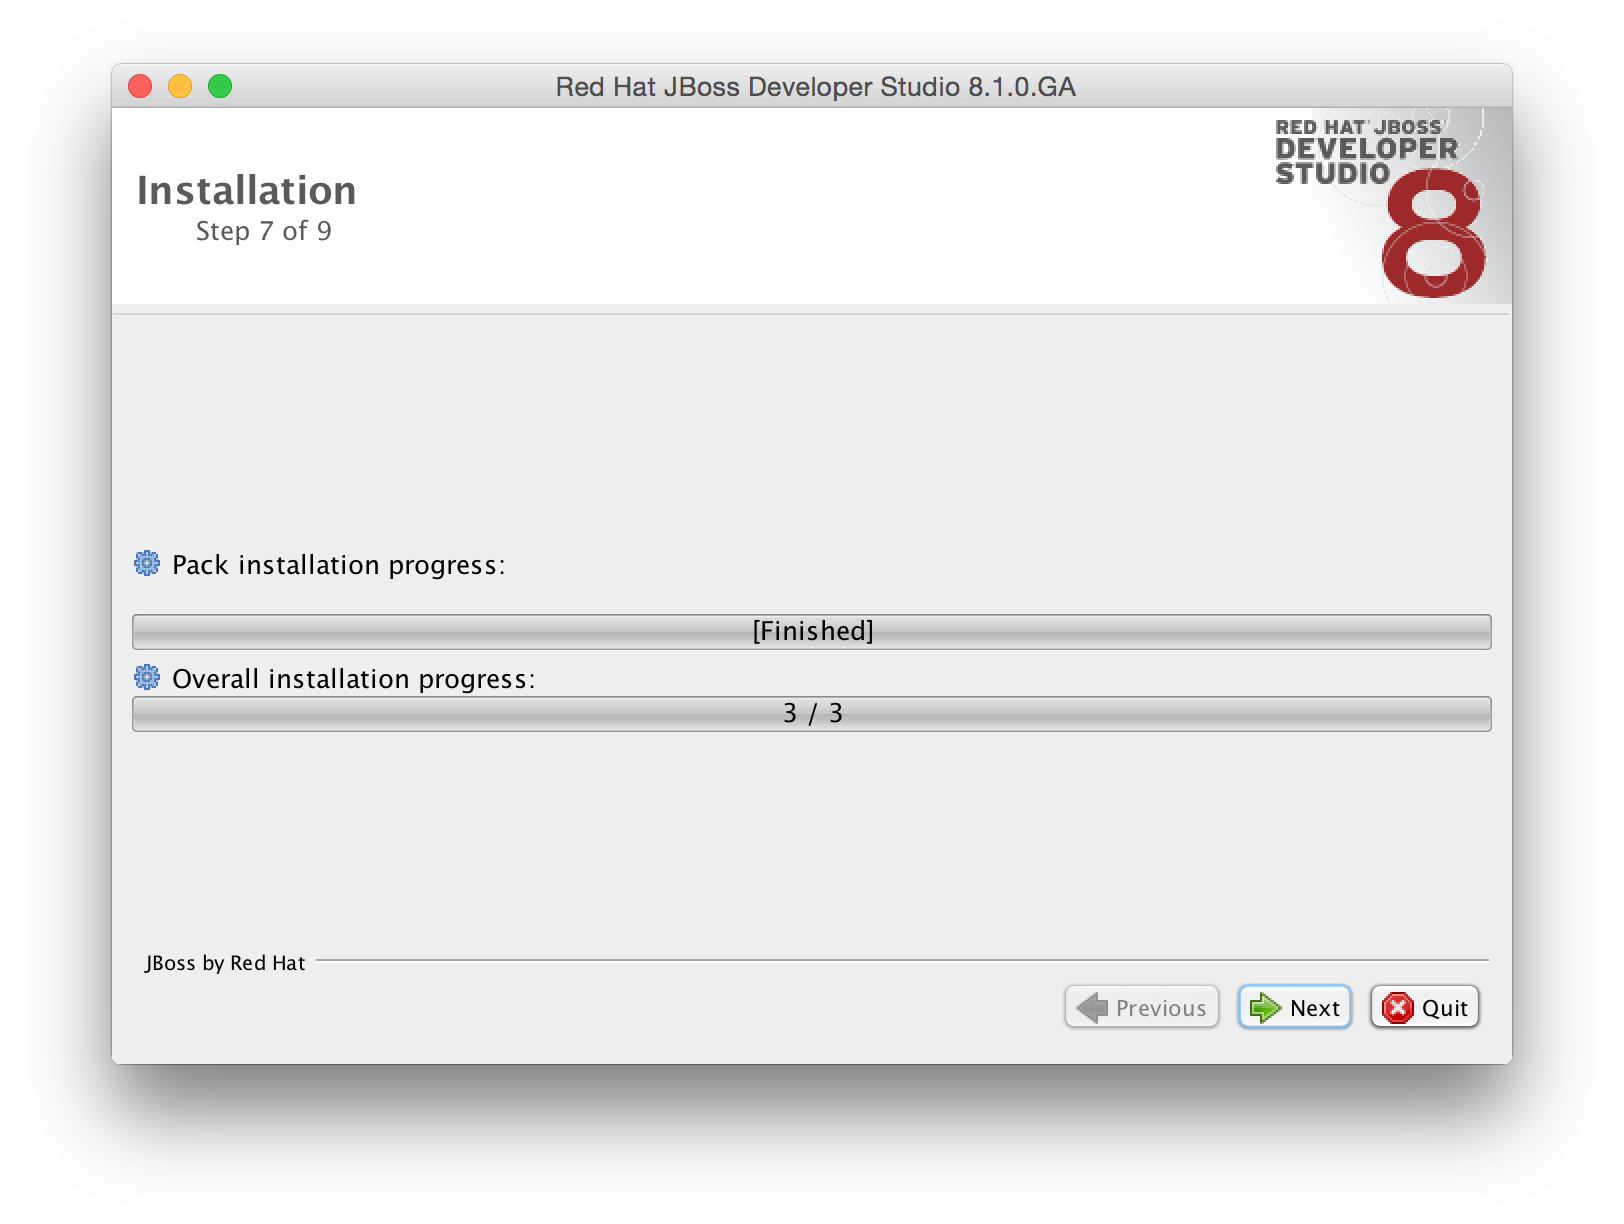 Red Hat JBoss Developer Studio 8.1.0.GA
RED HAT JBOSS
DEVELOPER
STUDIO
8
Installation
Step 7 of 9
Pack installation progress:
[Finished]
Overall installation progress:
3 / 3
JBoss by Red Hat
Previous
Next
Quit